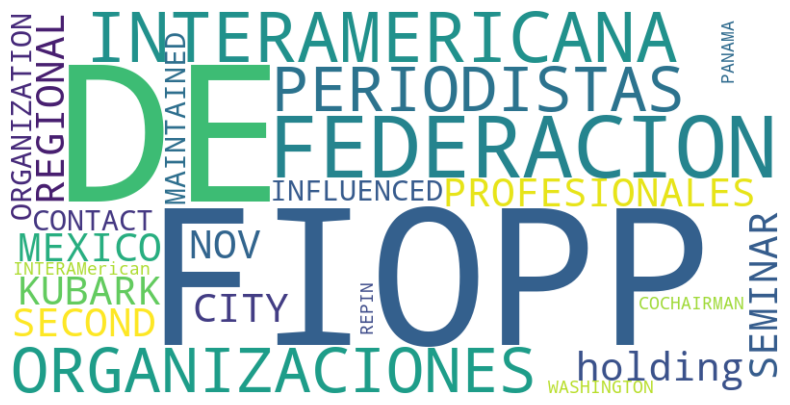 INTERAMERICANA
DE
PERIODISTAS
FEDERACION
ORGANIZATION
REGIONAL
MAINTAINED
PANAMA
INFLUENCED
PROFESIONALES
CONTACT
MEXICO
INTERAMerican
KUBARK
SECOND
FIOPP
NOV
CITY
REPIN
COCHAIRMAN
SEMINAR
ORGANIZACIONES
holding
WASHINGTON